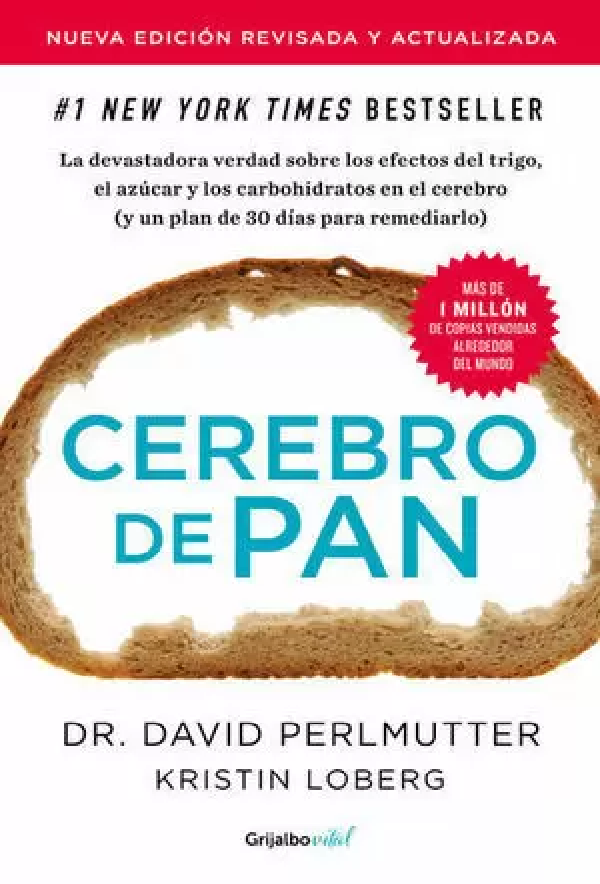 NUEVA EDICIÓN REVISADA Y ACTUALIZADA
#1 NEW YORK TIMES BESTSELLER
La devastadora verdad sobre los efectos del trigo,
el azúcar y los carbohidratos en el cerebro
(y un plan de 30 días para remediarlo)
MÁS DE
1 MILLÓN
DE COPIAS VENDIDAS
ALREDEDOR
DEL MUNDO
CEREBRO
DE PAN
DR. DAVID PERLMUTTER
KRISTIN LOBERG
Grijalbo vital